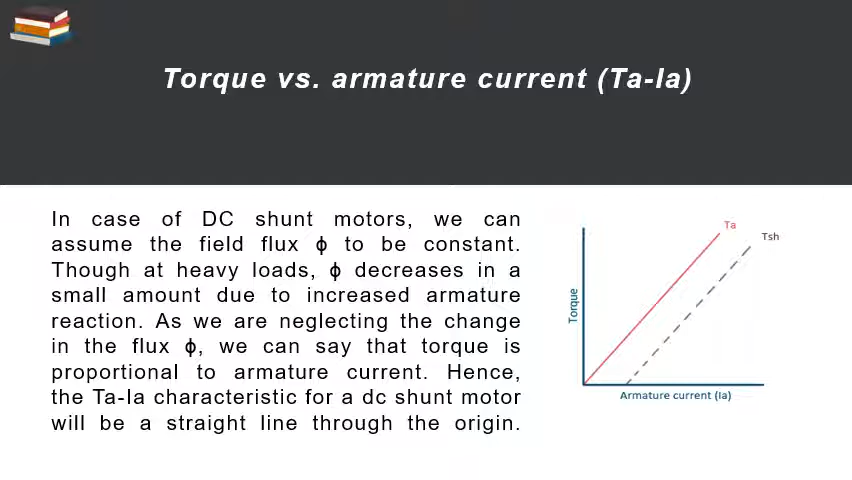 Torque vs. armature current (Ta-Ia)
In case of DC shunt motors, we can
assume the field flux ϕ to be constant.
Though at heavy loads, ϕ decreases in a
small amount due to increased armature
reaction. As we are neglecting the change
in the flux ϕ, we can say that torque is
proportional to armature current. Hence,
the Ta-Ia characteristic for a dc shunt motor
will be a straight line through the origin.
Ta
Tsh
Torque
Armature current (Ia)